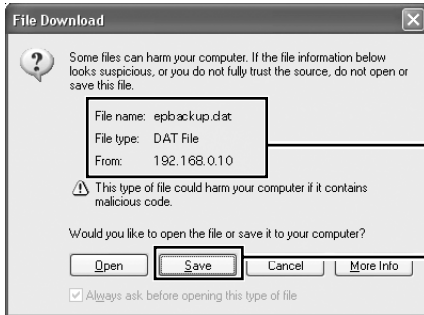 File Download
Some files can harm your computer. If the file information below
looks suspicious, or you do not fully trust the source, do not open or
save this file.
File name: epbackup.dat
File type: DAT File
From: 192.168.0.10
This type of file could harm your computer if it contains
malicious code.
Would you like to open the file or save it to your computer?
Open Save Cancel More Info
Always ask before opening this type of file